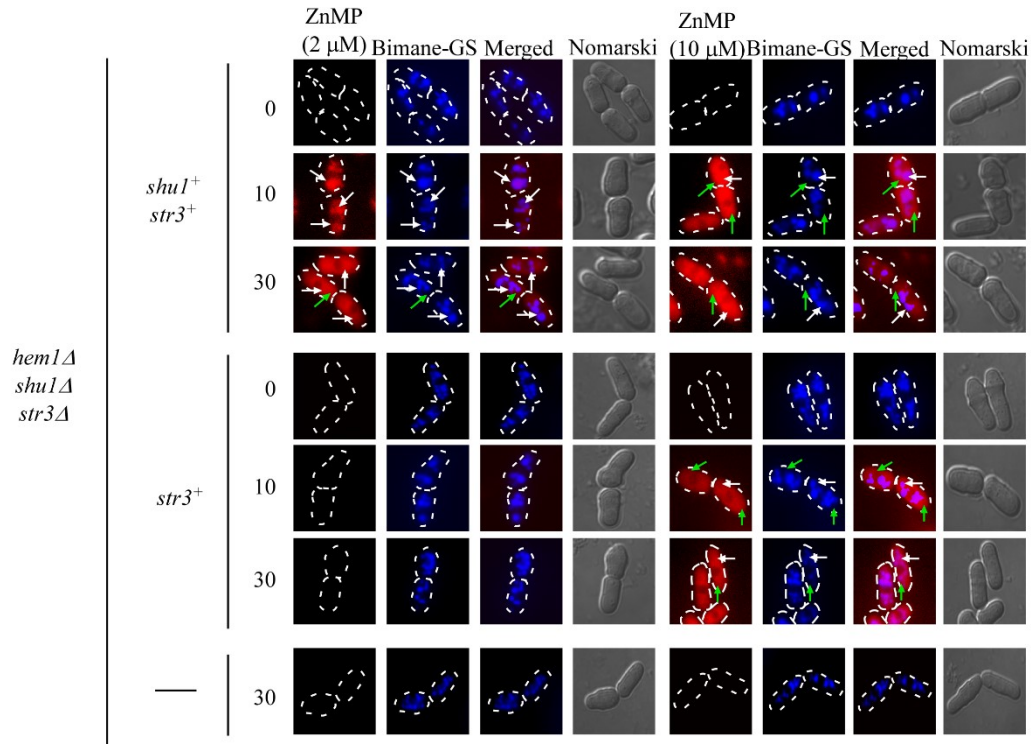 ZnMP ZnMP
(2 μM) Bimane-GS Merged Nomarski (10 μM) Bimane-GS Merged Nomarski
0
shu1+ 10
str3+
30
hem1Δ
shu1Δ
str3Δ
0
str3+ 10
30
— 30